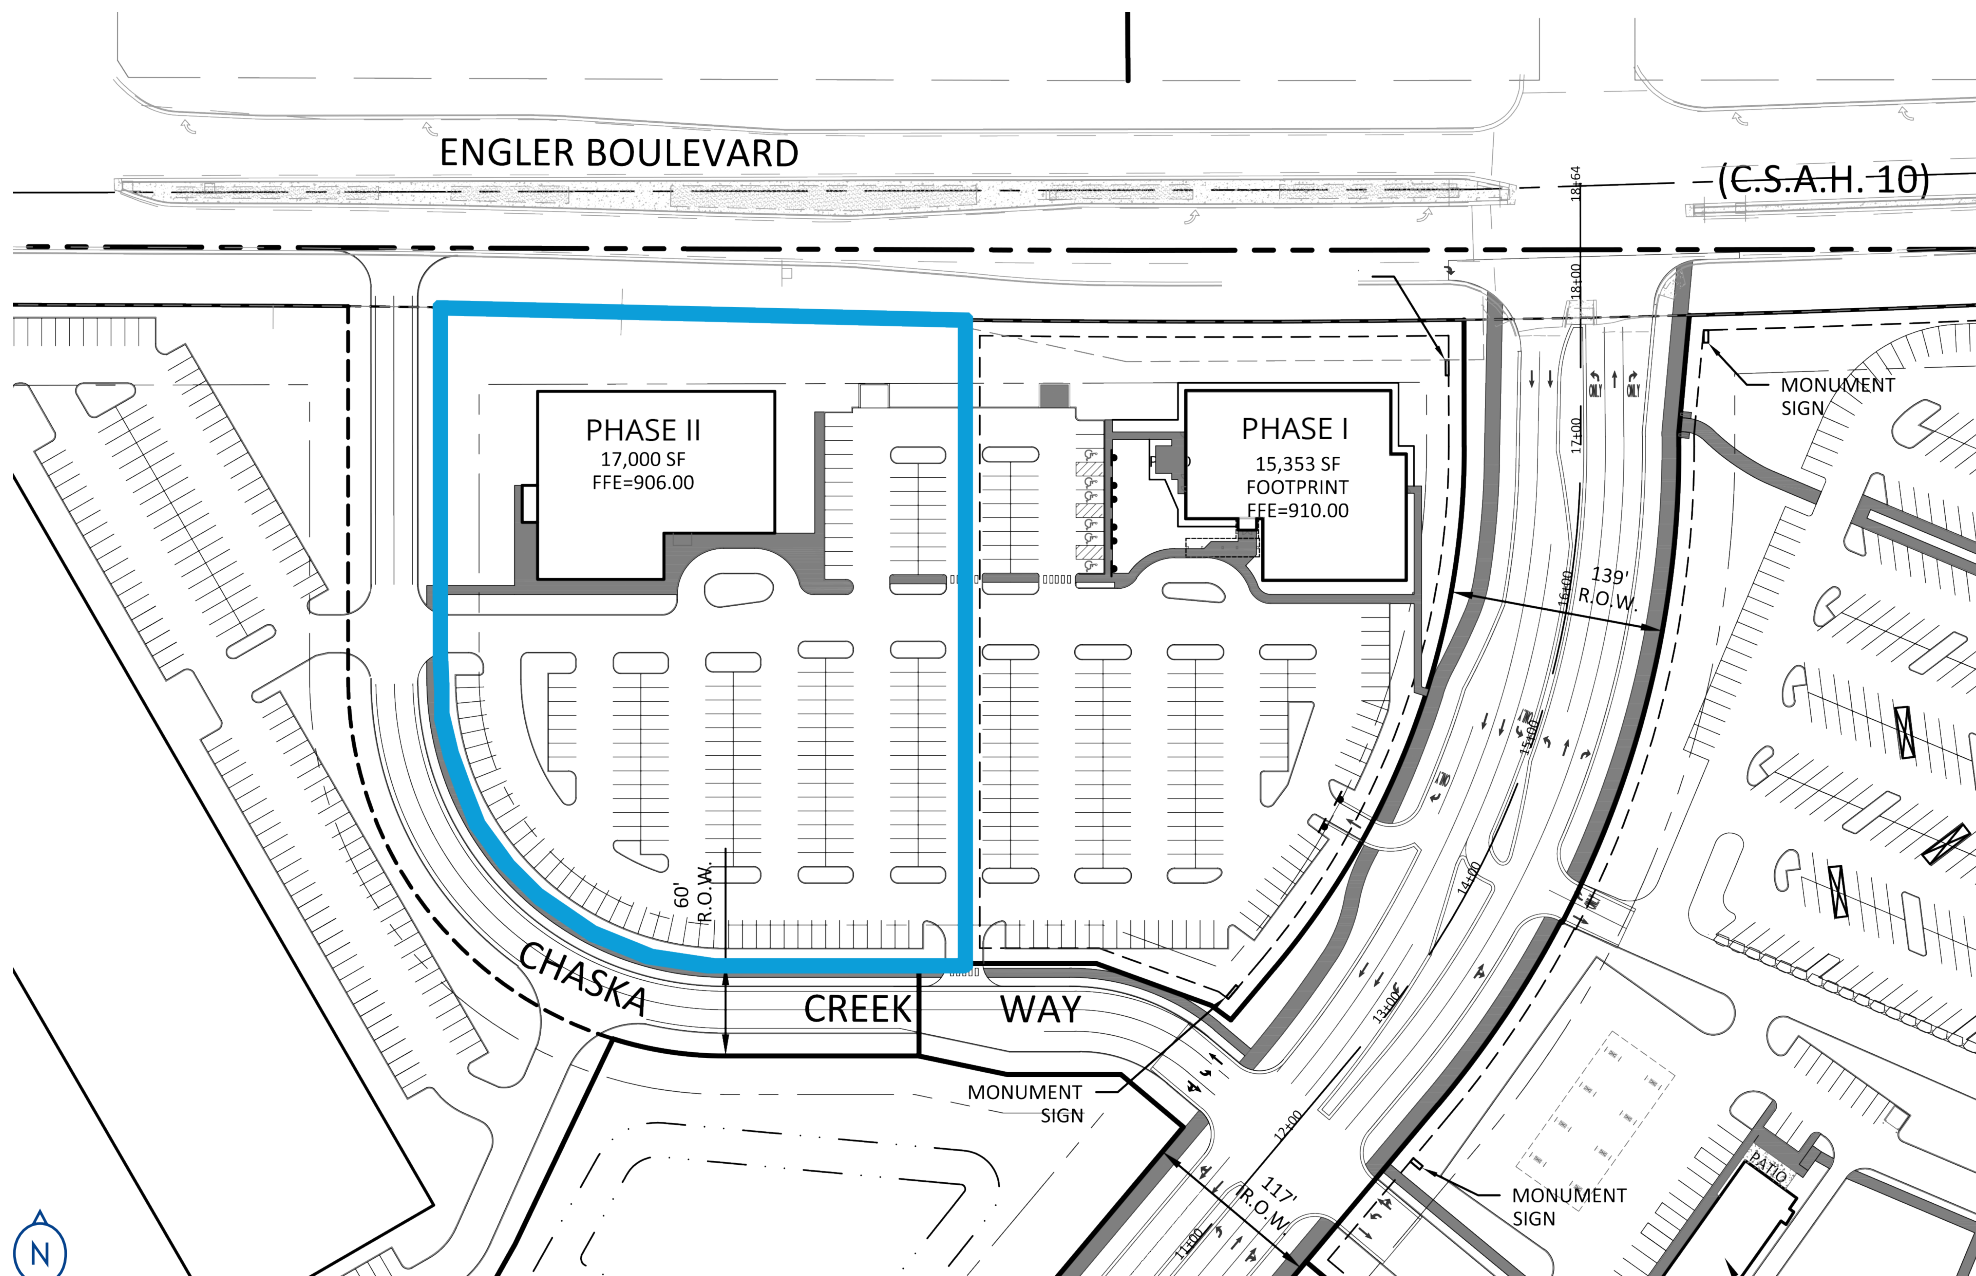 ENGLER BOULEVARD
(C.S.A.H. 10)
18+64
18+00
17+00
16+00
15+00
14+00
13+00
12+00
11+00
PHASE II
17,000 SF
FFE=906.00
PHASE I
15,353 SF
FOOTPRINT
FFE=910.00
ONLY
ONLY
MONUMENT
SIGN
139'
R.O.W.
60'
R.O.W.
CHASKA CREEK WAY
MONUMENT
SIGN
117'
R.O.W.
MONUMENT
SIGN
PATIO
N